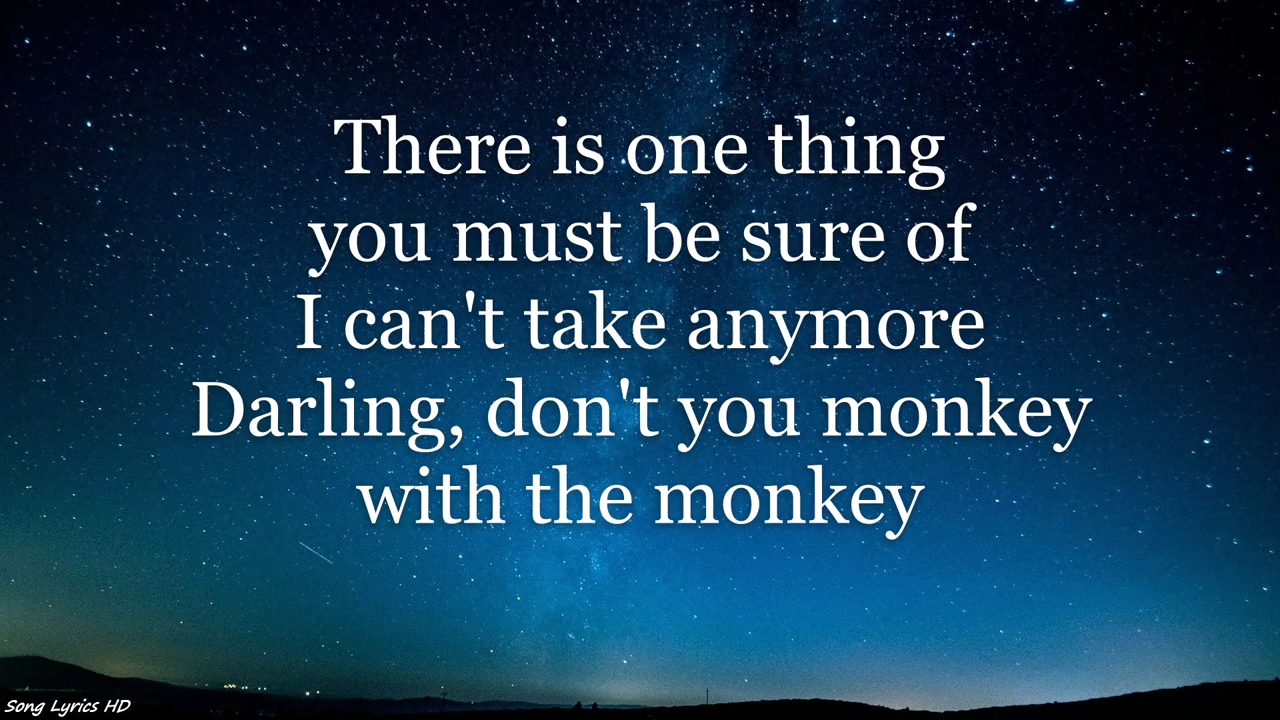 There is one thing
you must be sure of
I can't take anymore
Darling, don't you monkey
with the monkey
Song Lyrics HD